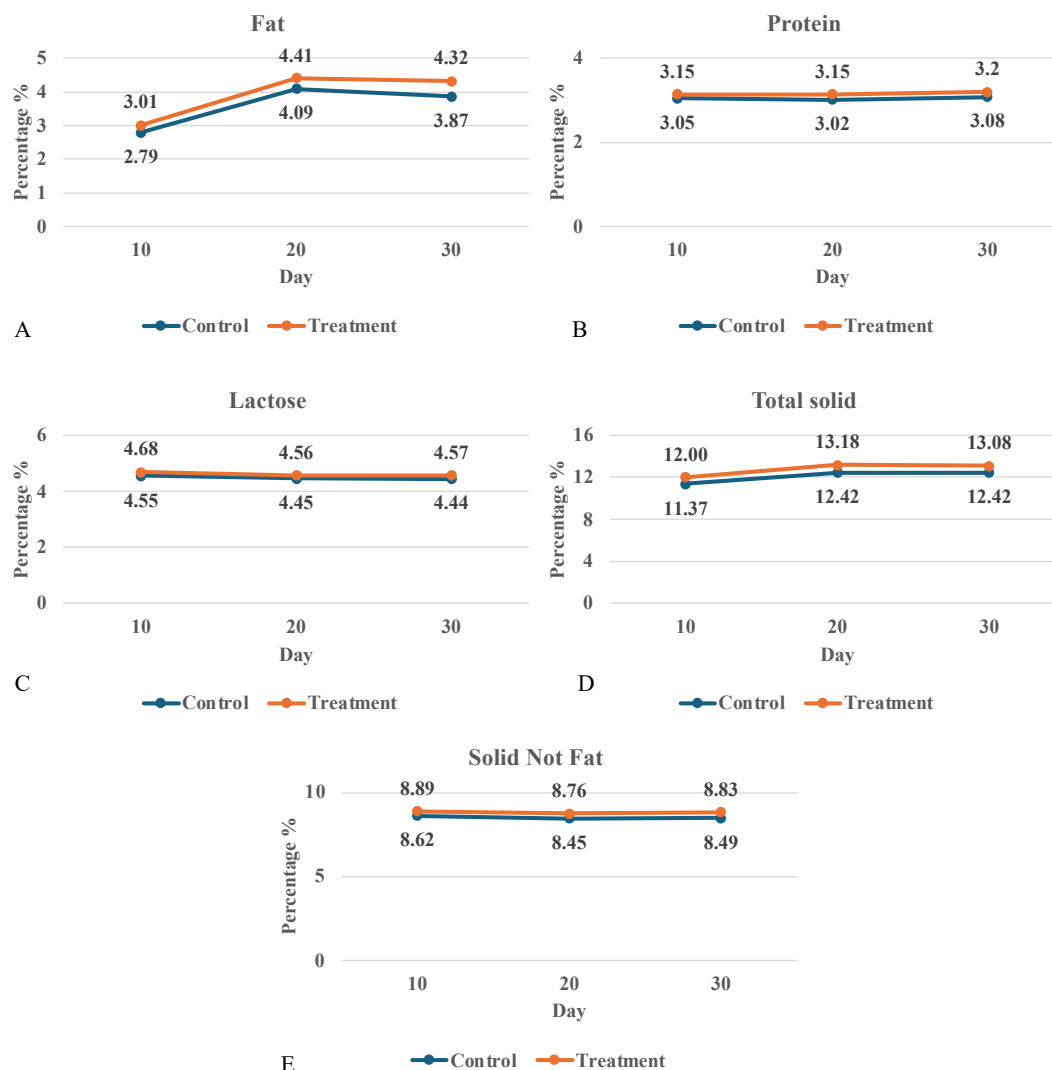 Fat
Percentage %
5
4
3
2
1
0
3.01
4.41
4.32
2.79
4.09
3.87
10 20 30
Day
Control Treatment
A
Protein
Percentage %
4
2
0
3.15
3.15
3.2
3.05
3.02
3.08
10 20 30
Day
Control Treatment
B
Lactose
Percentage %
6
4
2
0
4.68
4.56
4.57
4.55
4.45
4.44
10 20 30
Day
Control Treatment
C
Total solid
Percentage %
16
12
8
4
0
12.00
13.18
13.08
11.37
12.42
12.42
10 20 30
Day
Control Treatment
D
Solid Not Fat
Percentage %
10
5
0
8.89
8.76
8.83
8.62
8.45
8.49
10 20 30
Day
Control Treatment
E